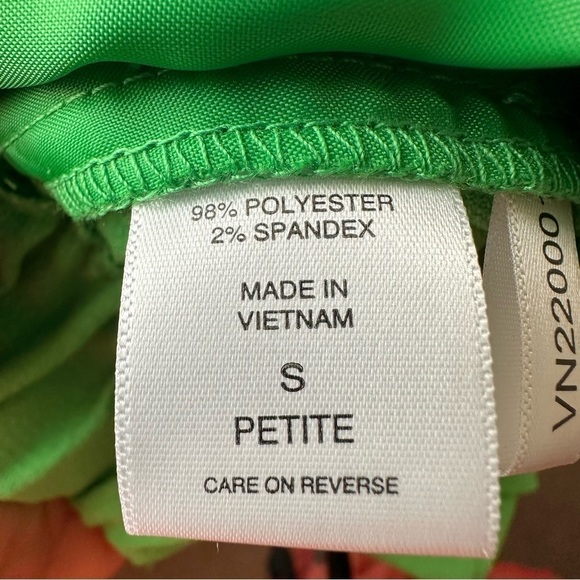 98% POLYESTER
2% SPANDEX
MADE IN
VIETNAM
S
PETITE
CARE ON REVERSE
VN22000